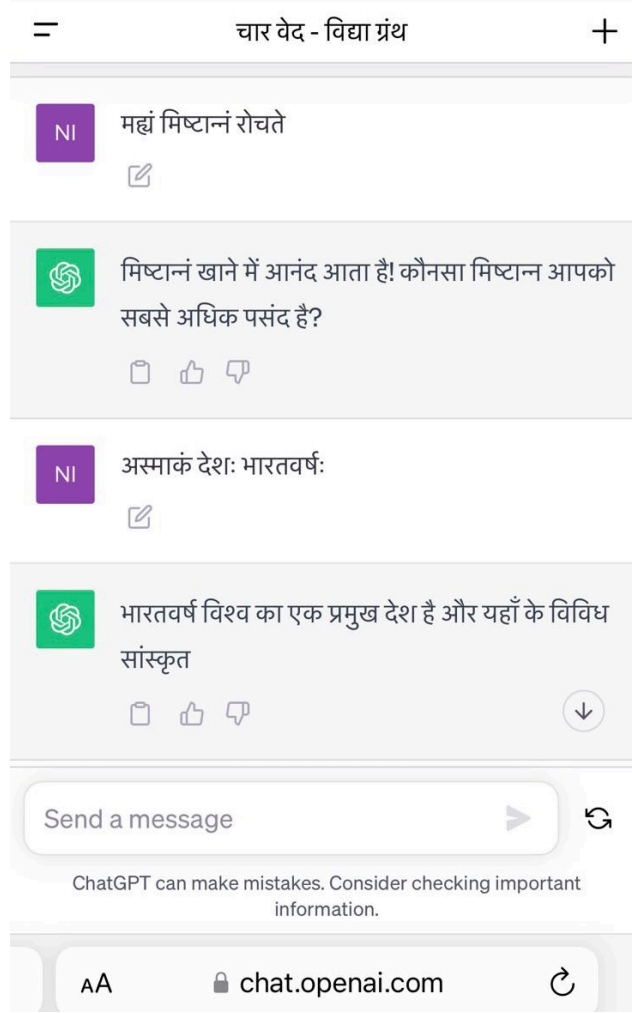 चार वेद - विद्या ग्रंथ
NI
मह्यं मिष्टान्नं रोचते
मिष्टान्नं खाने में आनंद आता है! कौनसा मिष्टान्न आपको
सबसे अधिक पसंद है?
NI
अस्माकं देशः भारतवर्षः
भारतवर्ष विश्व का एक प्रमुख देश है और यहाँ के विविध
सांस्कृत
Send a message
ChatGPT can make mistakes. Consider checking important
information.
AA chat.openai.com